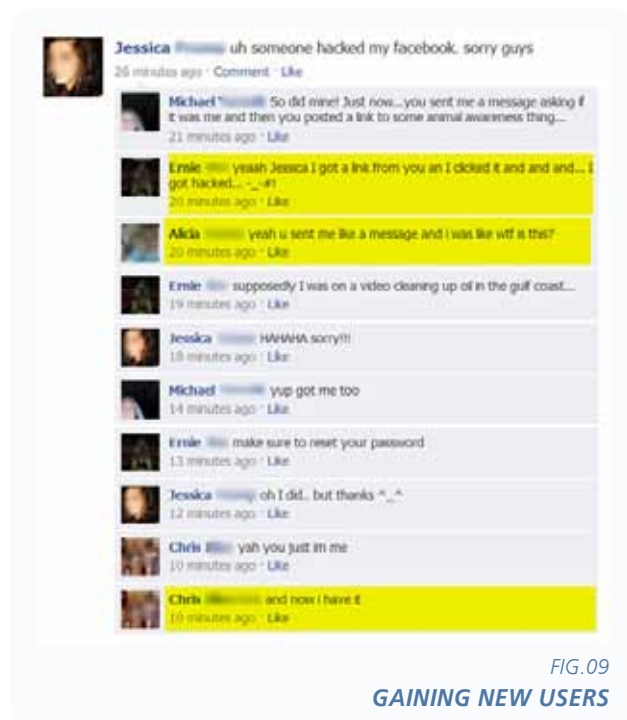 Jessica uh someone hacked my facebook. sorry guys
26 minutes ago · Comment · Like
Michael So did mine! Just now... you sent me a message asking if
it was me and then you posted a link to some animal awareness thing...
21 minutes ago · Like
Ernie yeaah Jessica I got a link from you an I clicked it and and and... I
got hacked... -_-#!
20 minutes ago · Like
Alicia yeah u sent me like a message and i was like wtf is this?
20 minutes ago · Like
Ernie supposedly I was on a video cleaning up oil in the gulf coast...
19 minutes ago · Like
Jessica HAHAHA sorry!!!
18 minutes ago · Like
Michael yup got me too
14 minutes ago · Like
Ernie make sure to reset your password
13 minutes ago · Like
Jessica oh I did.. but thanks ^_^
12 minutes ago · Like
Chris yah you just im me
10 minutes ago · Like
Chris and now i have it
10 minutes ago · Like
FIG.09
GAINING NEW USERS